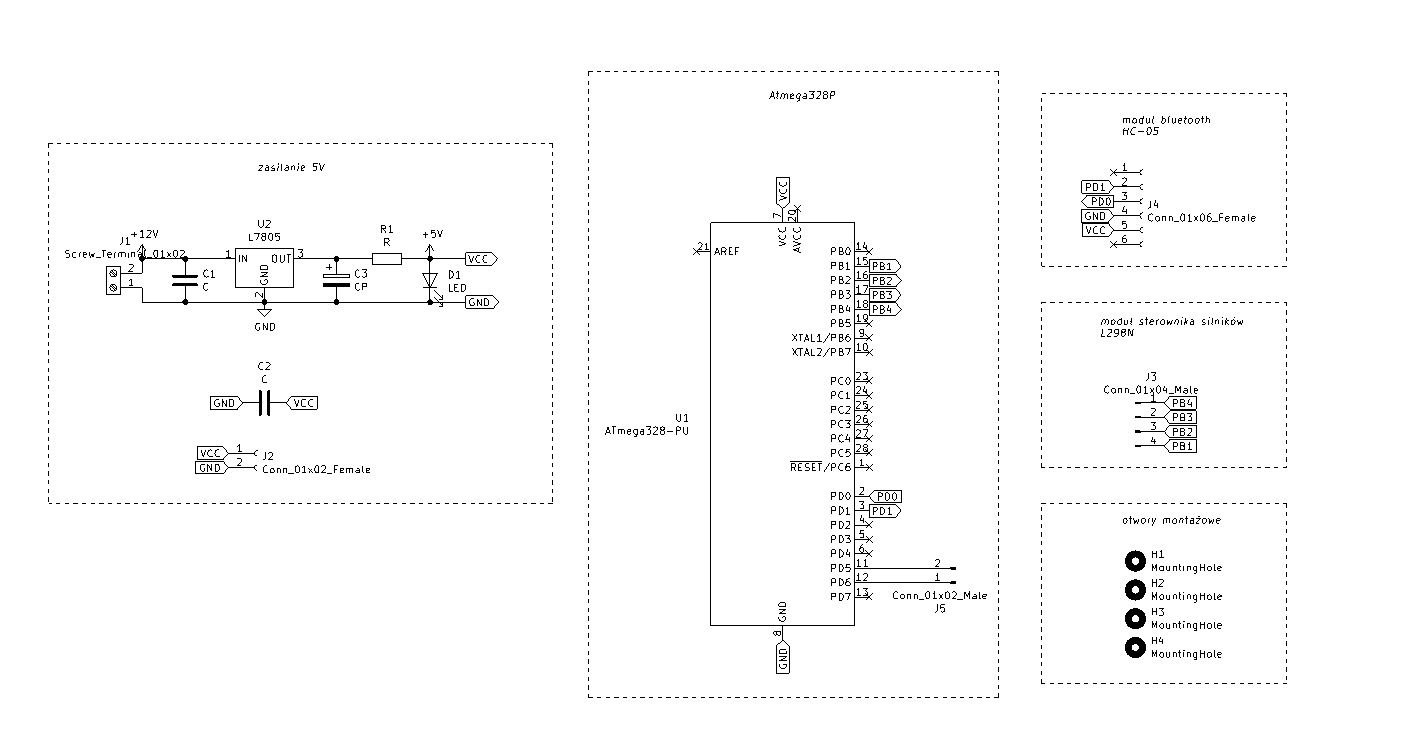 zasilanie 5V
J1
+12V
Screw_Terminal_01x02
2
1
C1
C
U2
L7805
1
IN
OUT
3
GND
2
GND
C3
CP
+
R1
R
+5V
D1
LED
VCC
GND
C2
C
GND
VCC
VCC
1
J2
GND
2
Conn_01x02_Female
Atmega328P
VCC
7
20
VCC
AVCC
21
AREF
U1
ATmega328-PU
PB0
14
PB1
15
PB1
PB2
16
PB2
PB3
17
PB3
PB4
18
PB4
PB5
19
XTAL1/PB6
9
XTAL2/PB7
10
PC0
23
PC1
24
PC2
25
PC3
26
PC4
27
PC5
28
RESET/PC6
1
PD0
2
PD0
PD1
3
PD1
PD2
4
PD3
5
PD4
6
PD5
11
2
PD6
12
1
PD7
13
Conn_01x02_Male
J5
GND
8
GND
moduł bluetooth
HC-05
1
PD1
2
PD0
3
J4
GND
4
Conn_01x06_Female
VCC
5
6
moduł sterownika silników
L298N
J3
Conn_01x04_Male
1
PB4
2
PB3
3
PB2
4
PB1
otwory montażowe
H1
MountingHole
H2
MountingHole
H3
MountingHole
H4
MountingHole